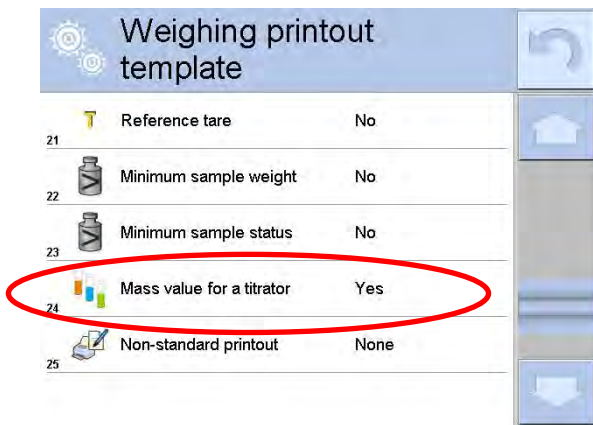 Weighing printout
template
21 Reference tare No
22 Minimum sample weight No
23 Minimum sample status No
24 Mass value for a titrator Yes
25 Non-standard printout None